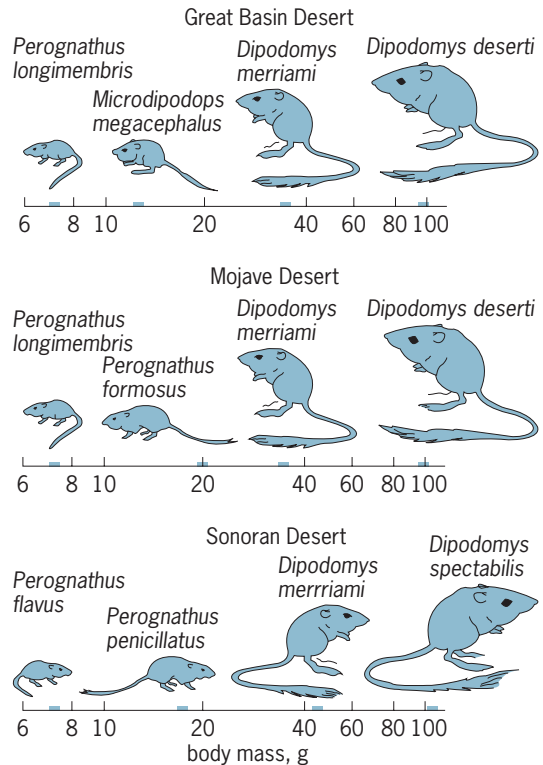 Great Basin Desert
Perognathus
longimembris
Microdipodops
megacephalus
Dipodomys
merriami
Dipodomys deserti
6 8 10 20 40 60 80 100
Mojave Desert
Perognathus
longimembris
Perognathus
formosus
Dipodomys
merriami
Dipodomys deserti
6 8 10 20 40 60 80 100
Sonoran Desert
Perognathus
flavus
Perognathus
penicillatus
Dipodomys
merrriami
Dipodomys
spectabilis
6 8 10 20 40 60 80 100
body mass, g